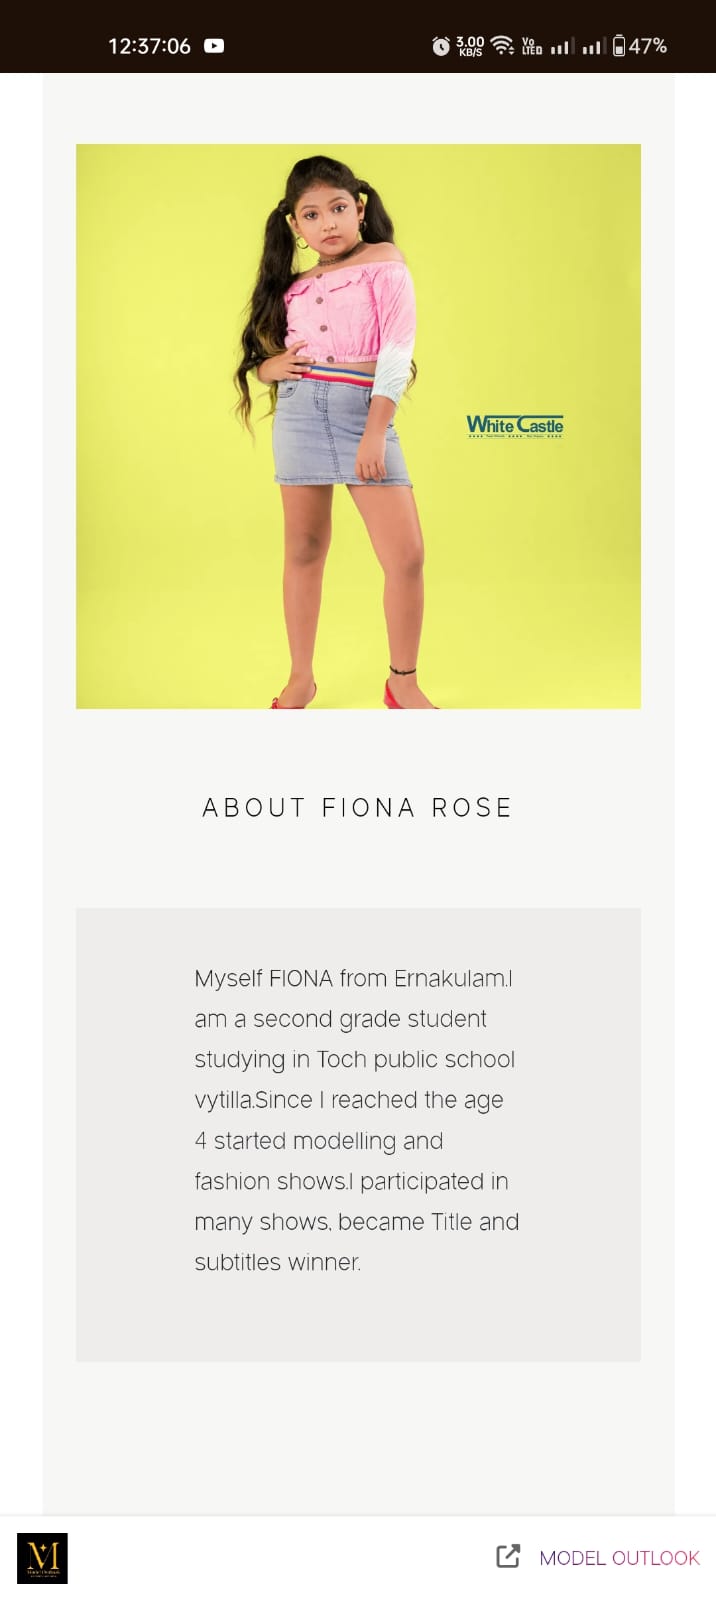 12:37:06
3.00 KB/S
Vo LTE
47%
White Castle
ABOUT FIONA ROSE
Myself FIONA from Ernakulam.I
am a second grade student
studying in Toch public school
vytilla.Since I reached the age
4 started modelling and
fashion shows.I participated in
many shows, became Title and
subtitles winner.
M
MODEL OUTLOOK